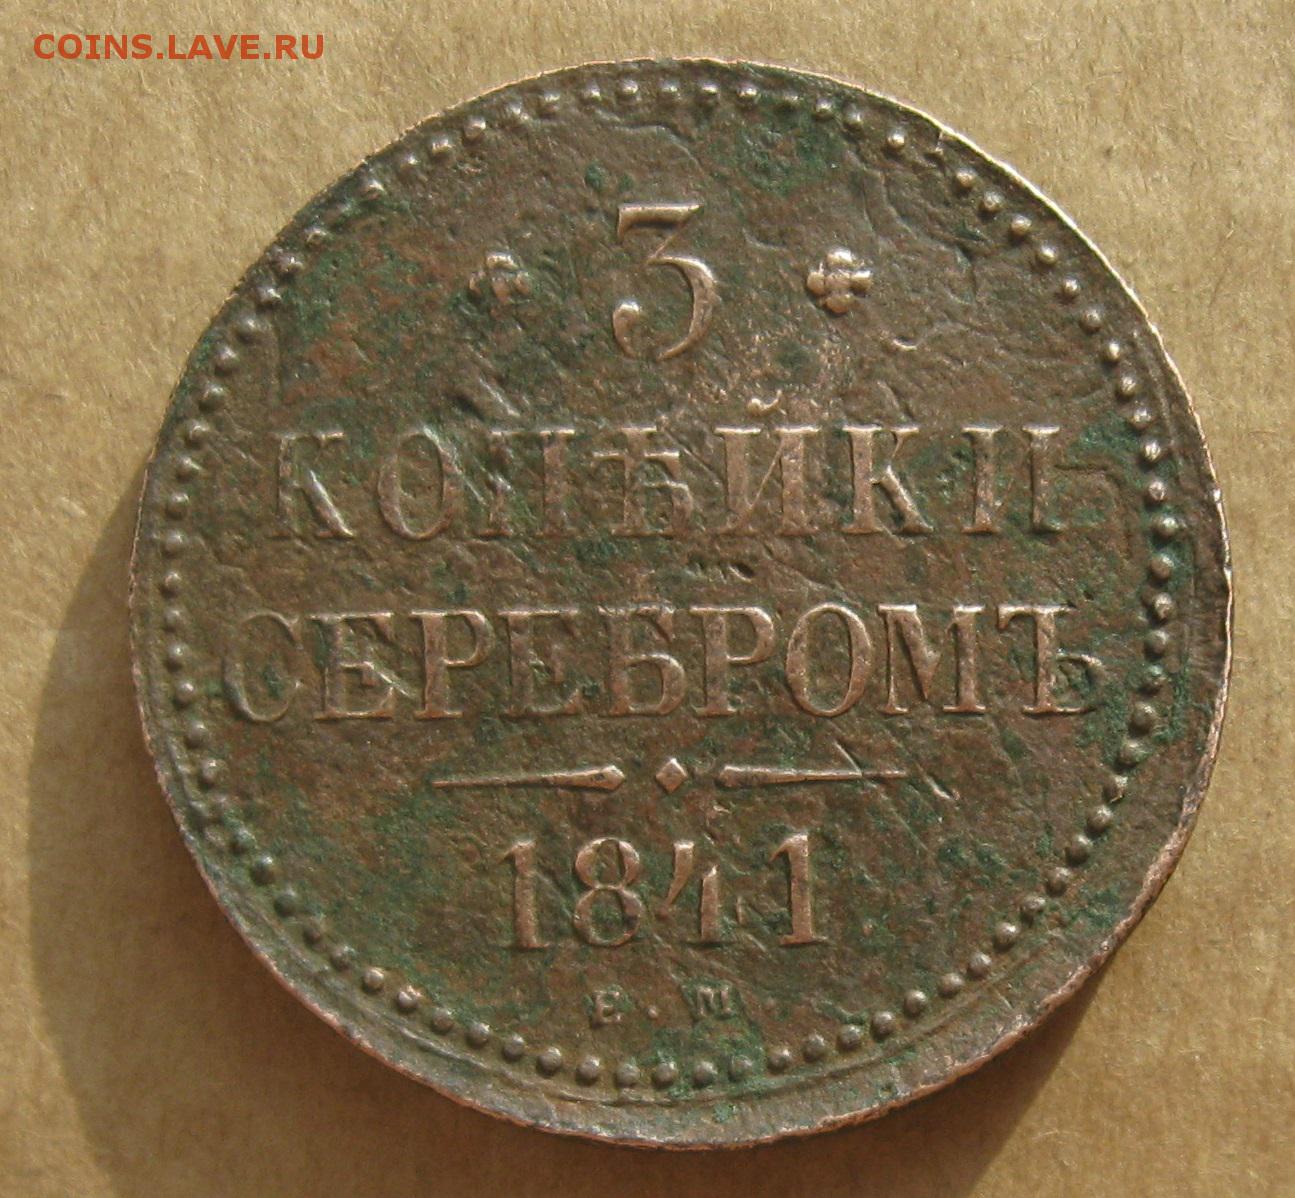 COINS.LAVE.RU
3
КОПѢЙКИ
СЕРЕБРОМЪ
1841
Е. М.